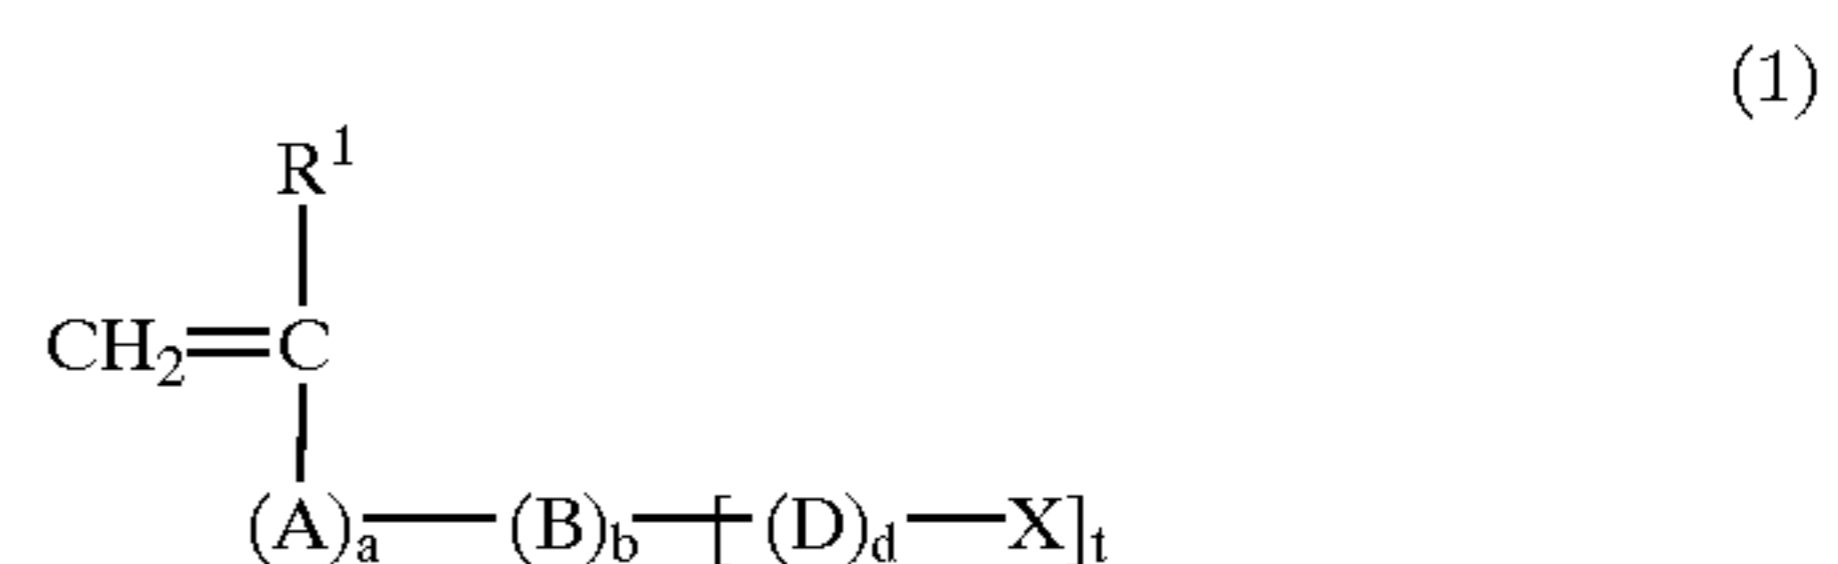 (1)
R¹
CH₂=C
(A)ₐ—(B)b—[(D)d—X]t